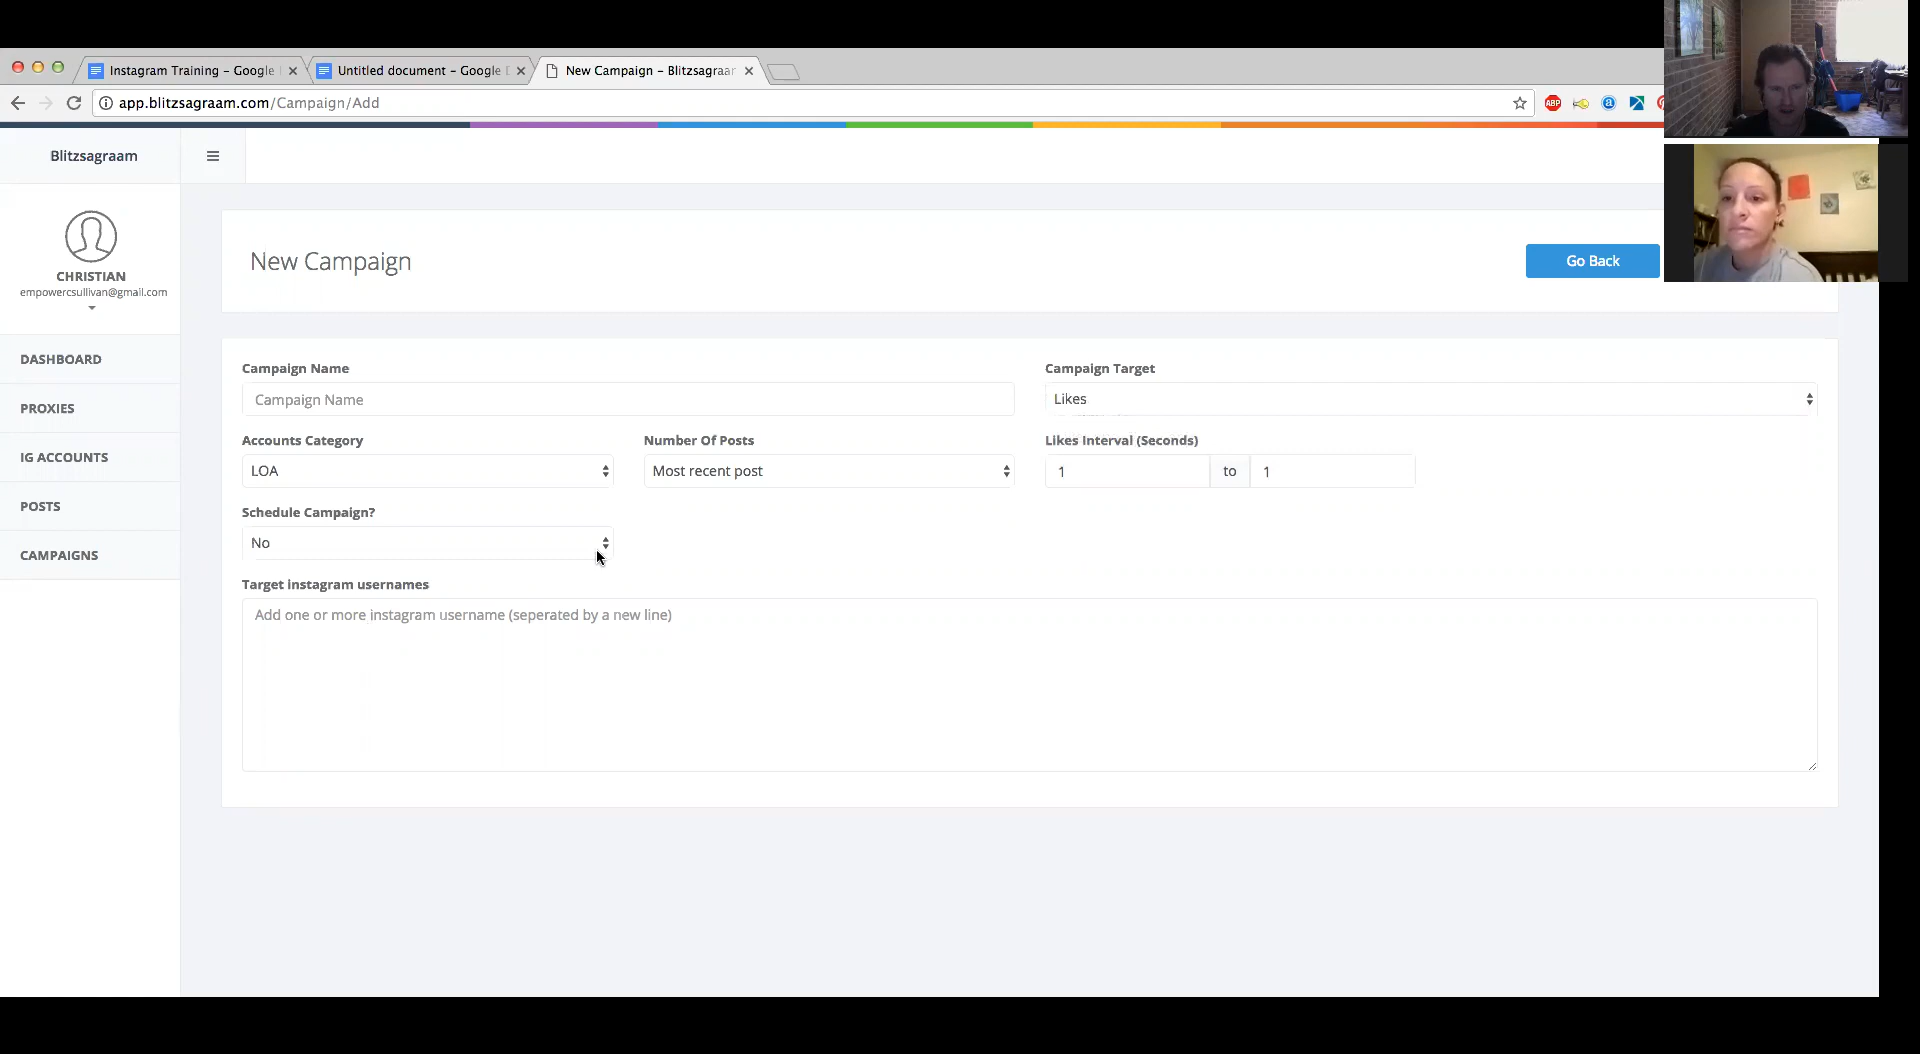 Instagram Training - Google
Untitled document - Google D
New Campaign - Blitzsagraar
app.blitzsagraam.com/Campaign/Add
ABP
a
Blitzsagraam
CHRISTIAN
empowercsullivan@gmail.com
DASHBOARD
PROXIES
IG ACCOUNTS
POSTS
CAMPAIGNS
New Campaign
Go Back
Campaign Name
Campaign Target
Campaign Name
Likes
Accounts Category
Number Of Posts
Likes Interval (Seconds)
LOA
Most recent post
1 to 1
Schedule Campaign?
No
Target instagram usernames
Add one or more instagram username (seperated by a new line)